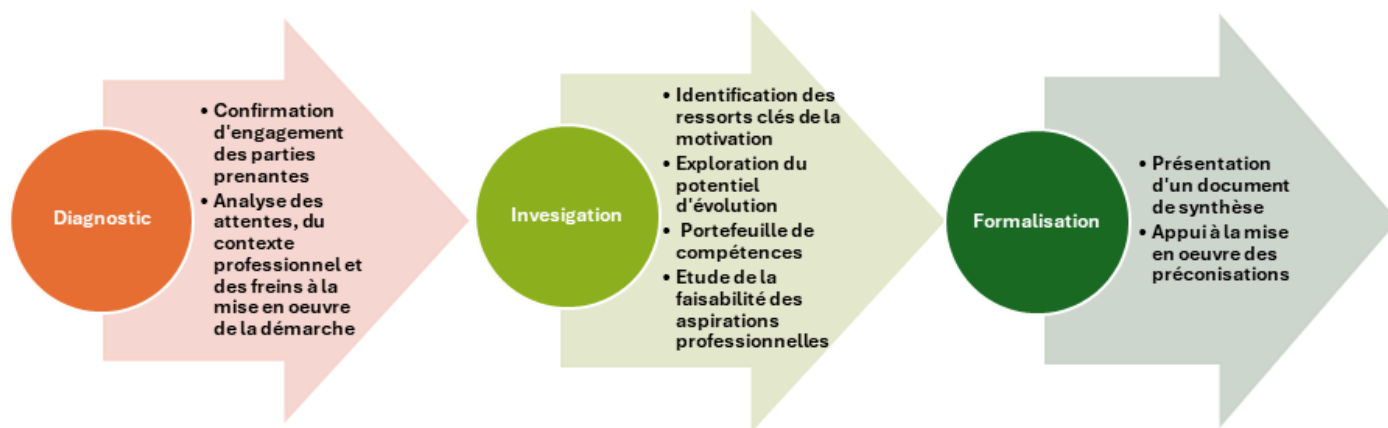 Diagnostic
• Confirmation
d'engagement
des parties
prenantes
• Analyse des
attentes, du
contexte
professionnel et
des freins à la
mise en oeuvre
de la démarche
Invesigation
• Identification des
ressorts clés de la
motivation
• Exploration du
potentiel
d'évolution
• Portefeuille de
compétences
• Etude de la
faisabilité des
aspirations
professionnelles
Formalisation
• Présentation
d'un document
de synthèse
• Appui à la mise
en oeuvre des
préconisations